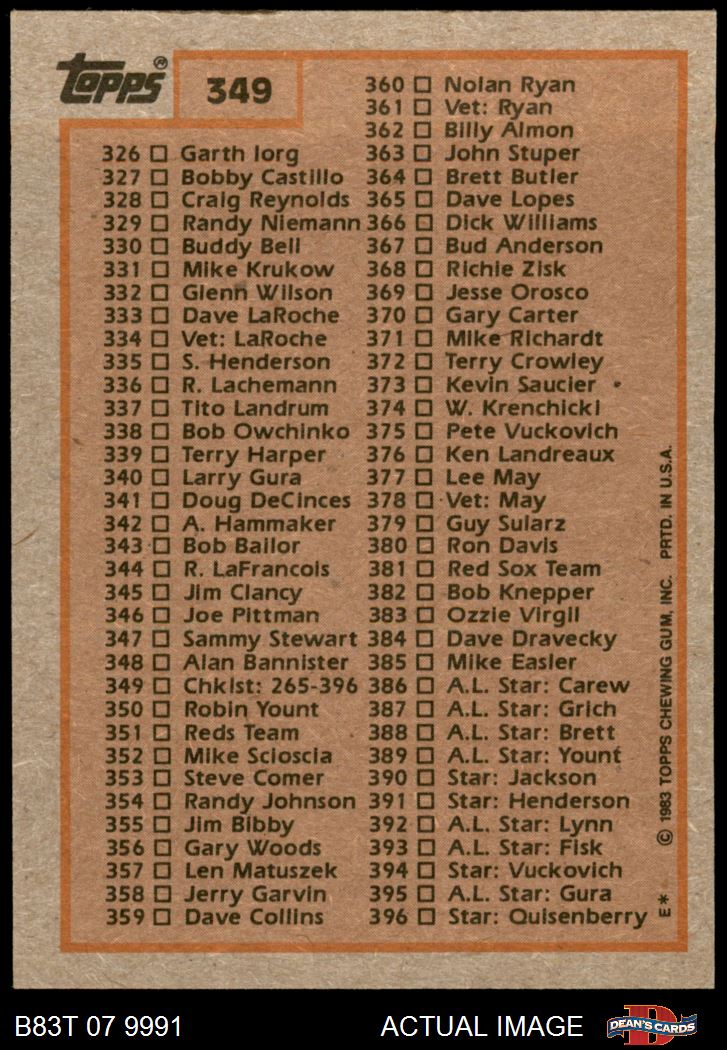 Topps®
349
326 Garth Iorg
327 Bobby Castillo
328 Craig Reynolds
329 Randy Niemann
330 Buddy Bell
331 Mike Krukow
332 Glenn Wilson
333 Dave LaRoche
334 Vet: LaRoche
335 S. Henderson
336 R. Lachemann
337 Tito Landrum
338 Bob Owchinko
339 Terry Harper
340 Larry Gura
341 Doug DeCinces
342 A. Hammaker
343 Bob Bailor
344 R. LaFrancois
345 Jim Clancy
346 Joe Pittman
347 Sammy Stewart
348 Alan Bannister
349 Chklst: 265-396
350 Robin Yount
351 Reds Team
352 Mike Scioscia
353 Steve Comer
354 Randy Johnson
355 Jim Bibby
356 Gary Woods
357 Len Matuszek
358 Jerry Garvin
359 Dave Collins
360 Nolan Ryan
361 Vet: Ryan
362 Billy Almon
363 John Stuper
364 Brett Butler
365 Dave Lopes
366 Dick Williams
367 Bud Anderson
368 Richie Zisk
369 Jesse Orosco
370 Gary Carter
371 Mike Richardt
372 Terry Crowley
373 Kevin Saucier
374 W. Krenchicki
375 Pete Vuckovich
376 Ken Landreaux
377 Lee May
378 Vet: May
379 Guy Sularz
380 Ron Davis
381 Red Sox Team
382 Bob Knepper
383 Ozzie Virgil
384 Dave Dravecky
385 Mike Easler
386 A.L. Star: Carew
387 A.L. Star: Grich
388 A.L. Star: Brett
389 A.L. Star: Yount
390 Star: Jackson
391 Star: Henderson
392 A.L. Star: Lynn
393 A.L. Star: Fisk
394 Star: Vuckovich
395 A.L. Star: Gura
396 Star: Quisenberry
E* © 1983 TOPPS CHEWING GUM, INC. PRTD. IN U.S.A.
B83T 07 9991
ACTUAL IMAGE
D
DEAN'S CARDS